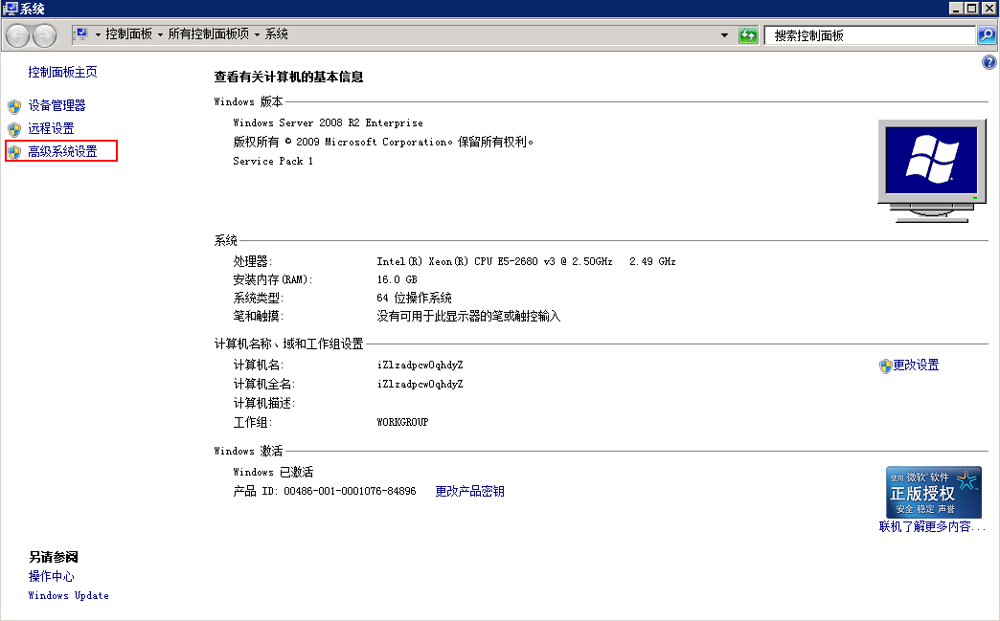 系统
控制面板 所有控制面板项 系统
搜索控制面板
控制面板主页
设备管理器
远程设置
高级系统设置
查看有关计算机的基本信息
Windows 版本
Windows Server 2008 R2 Enterprise
版权所有 © 2009 Microsoft Corporation。保留所有权利。
Service Pack 1
系统
处理器: Intel(R) Xeon(R) CPU E5-2680 v3 @ 2.50GHz 2.49 GHz
安装内存(RAM): 16.0 GB
系统类型: 64 位操作系统
笔和触摸: 没有可用于此显示器的笔或触控输入
计算机名称、域和工作组设置
计算机名: iZlzadpcw0qhdyZ 更改设置
计算机全名: iZlzadpcw0qhdyZ
计算机描述:
工作组: WORKGROUP
Windows 激活
Windows 已激活
产品 ID: 00486-001-0001076-84896 更改产品密钥
使用 微软 软件
正版授权
安全 稳定 声誉
联机了解更多内容...
另请参阅
操作中心
Windows Update